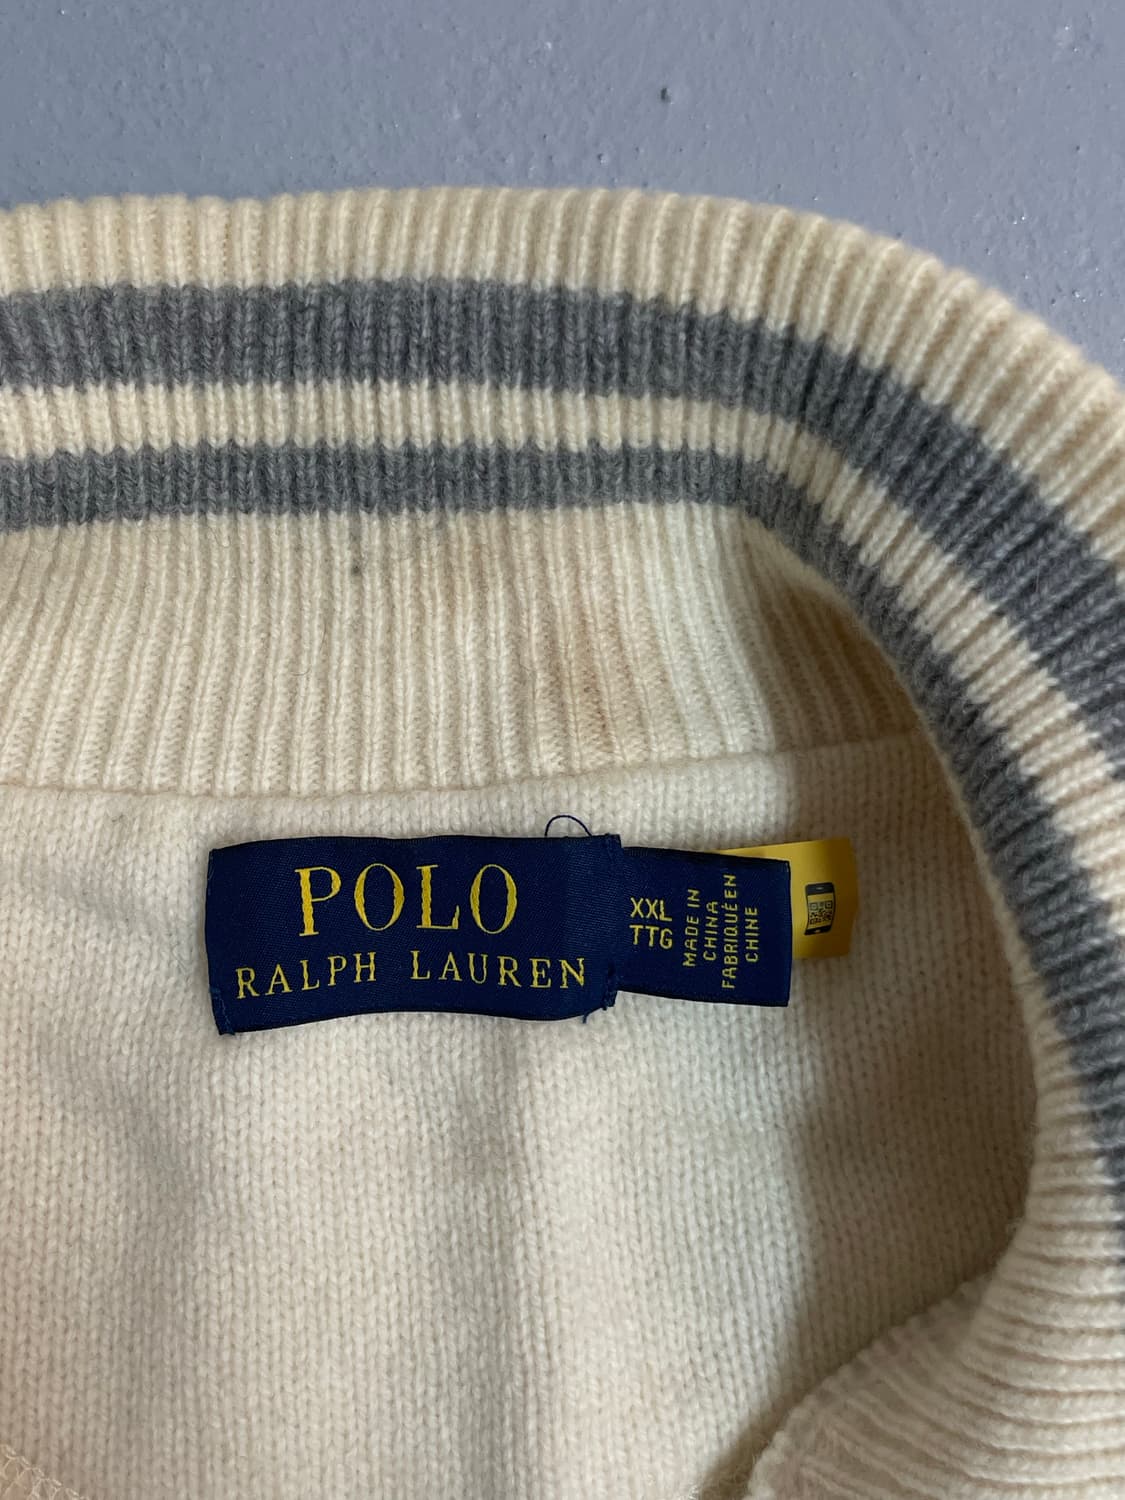 POLO
RALPH LAUREN
XXL
TTG
MADE IN
CHINA
FABRIQUÉ EN
CHINE